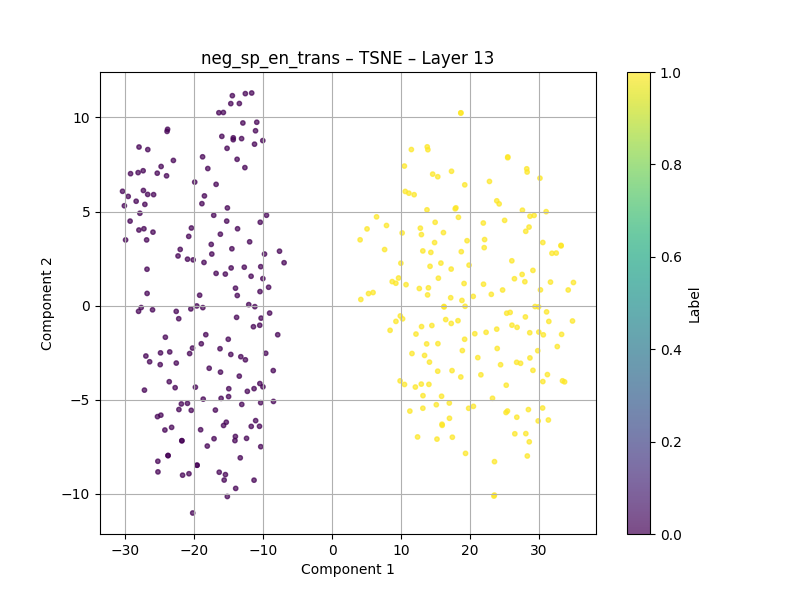 neg_sp_en_trans – TSNE – Layer 13
Component 2
10
5
0
−5
−10
−30 −20 −10 0 10 20 30
Component 1
1.0
0.8
0.6
0.4
0.2
0.0
Label